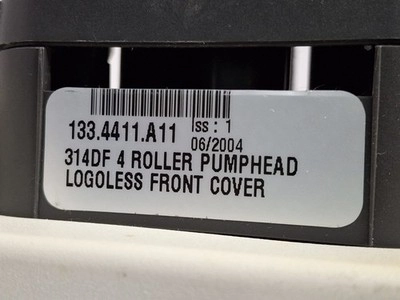 133.4411.A11 Iss : 1
06/2004
314DF 4 ROLLER PUMPHEAD
LOGOLESS FRONT COVER